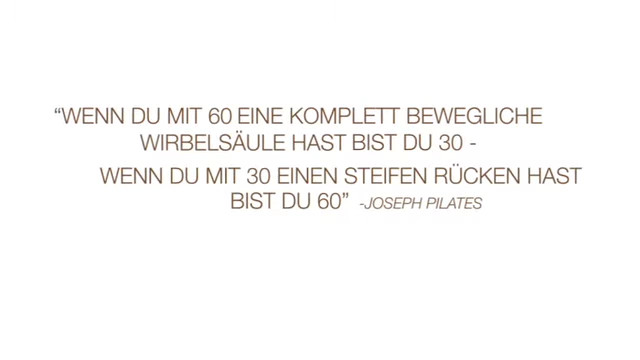 “WENN DU MIT 60 EINE KOMPLETT BEWEGLICHE
WIRBELSÄULE HAST BIST DU 30 -
WENN DU MIT 30 EINEN STEIFEN RÜCKEN HAST
BIST DU 60” -JOSEPH PILATES